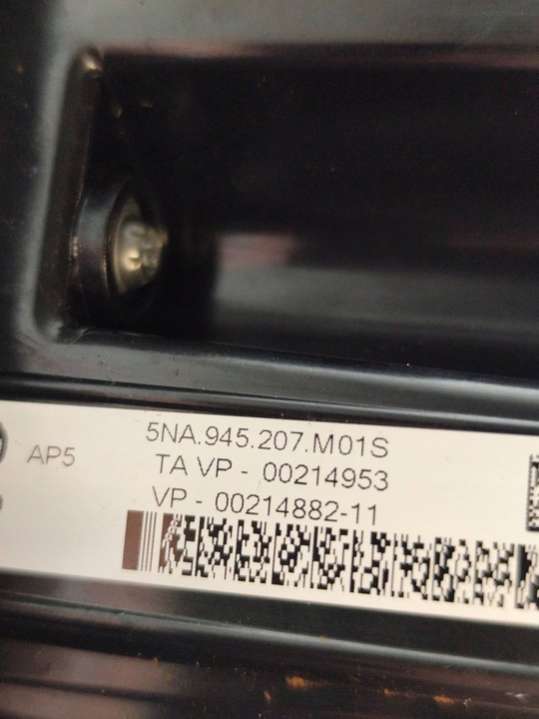 5NA.945.207.M01S
AP5
TA VP - 00214953
VP - 00214882-11